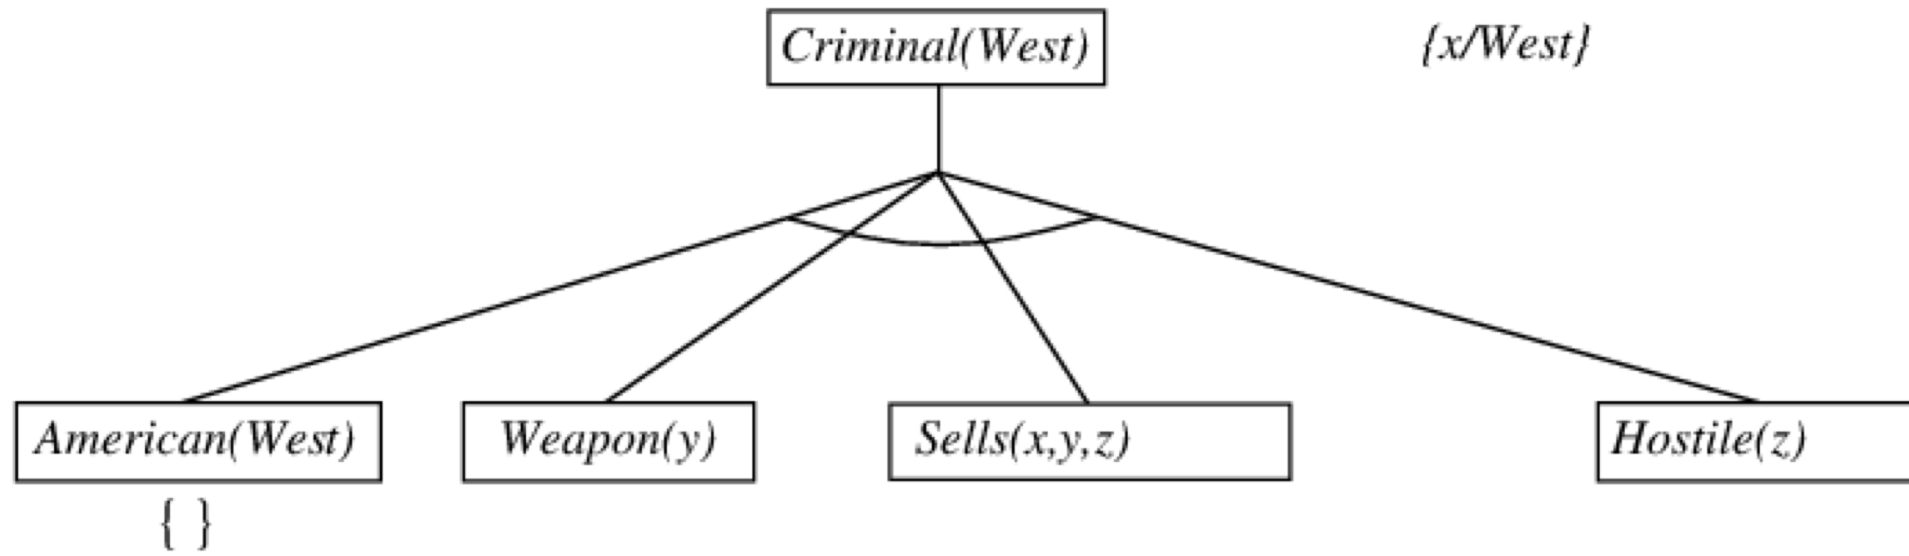 Criminal(West)
{x/West}
American(West)
Weapon(y)
Sells(x,y,z)
Hostile(z)
{ }